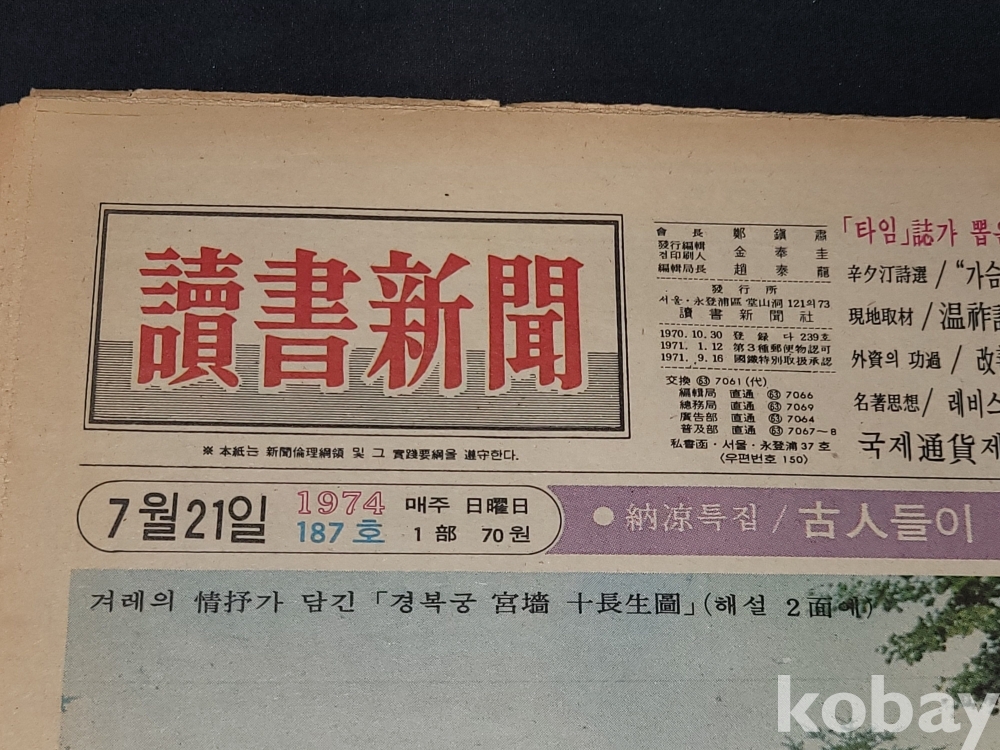 讀書新聞
※ 本紙는 新聞倫理綱領 및 그 實踐要綱을 遵守한다.
會長 鄭鎭肅
發行編輯
겸印刷人 金奉圭
編輯局長 趙泰龍
發行所
서울·永登浦區 堂山洞 121의73
讀書新聞社
1970.10.30 登録 다 239호
1971. 1.12 第3種郵便物認可
1971. 9.16 國鐵特別取扱承認
交換 63 7061(代)
編輯局 直通 63 7066
總務局 直通 63 7069
廣告部 直通 63 7064
普及部 直通 63 7067~8
私書函·서울·永登浦 37호
(우편번호 150)
「타임」誌가 뽑은
辛夕汀詩選 / “가슴
現地取材 / 温祚
外資의 功過 / 改
名著思想 / 레비스
국제通貨제
7월21일
1974
187호
매주 日曜日
1部 70원
● 納凉특집 / 古人들이
겨레의 情抒가 담긴 「경복궁 宮墻 十長生圖」(해설 2面에)
kobay